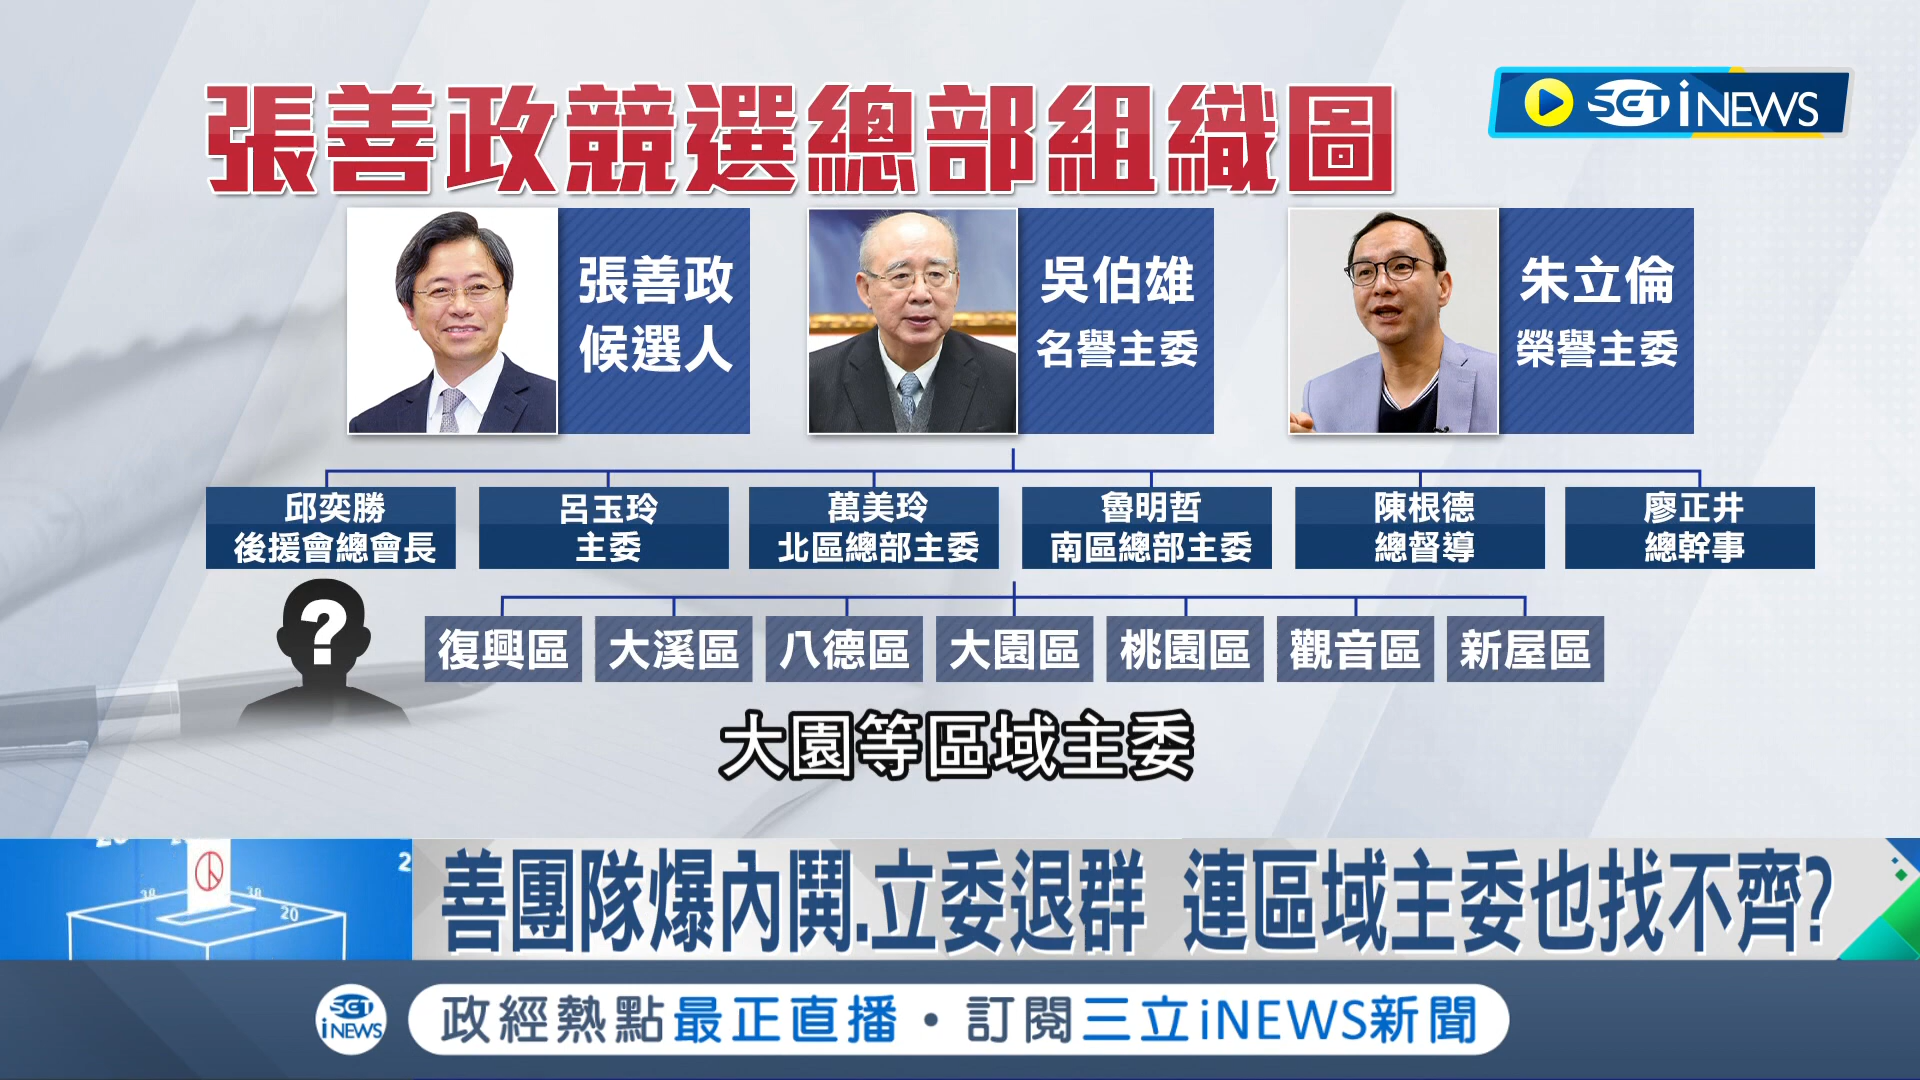 張善政競選總部組織圖
SET iNEWS
張善政
候選人
吳伯雄
名譽主委
朱立倫
榮譽主委
邱奕勝
後援會總會長
呂玉玲
主委
萬美玲
北區總部主委
魯明哲
南區總部主委
陳根德
總督導
廖正井
總幹事
?
復興區
大溪區
八德區
大園區
桃園區
觀音區
新屋區
大園等區域主委
善團隊爆內鬨.立委退群 連區域主委也找不齊?
20
SET iNEWS
政經熱點最正直播・訂閱三立iNEWS新聞